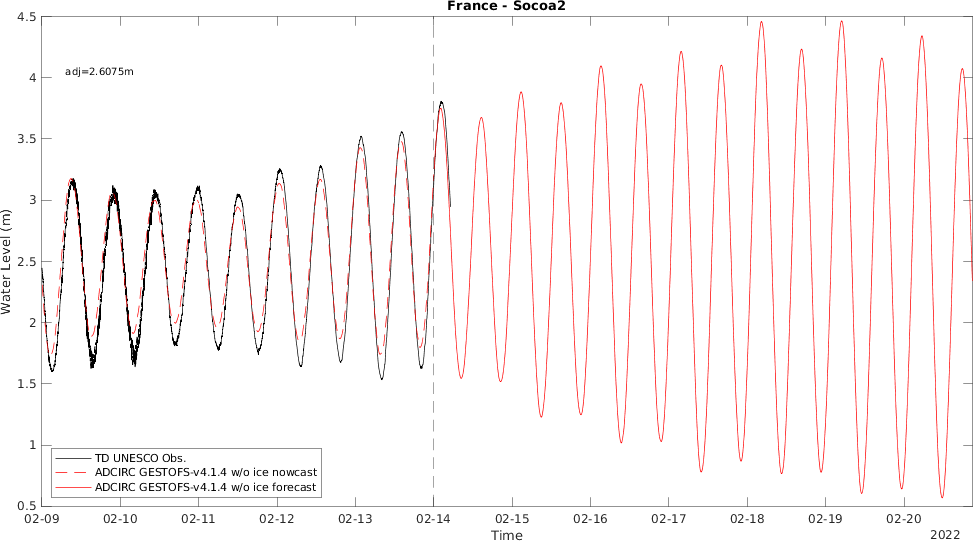 France - Socoa2
4.5
4
3.5
3
2.5
2
1.5
1
0.5
Water Level (m)
adj=2.6075m
TD UNESCO Obs.
ADCIRC GESTOFS-v4.1.4 w/o ice nowcast
ADCIRC GESTOFS-v4.1.4 w/o ice forecast
02-09 02-10 02-11 02-12 02-13 02-14 02-15 02-16 02-17 02-18 02-19 02-20
Time
2022